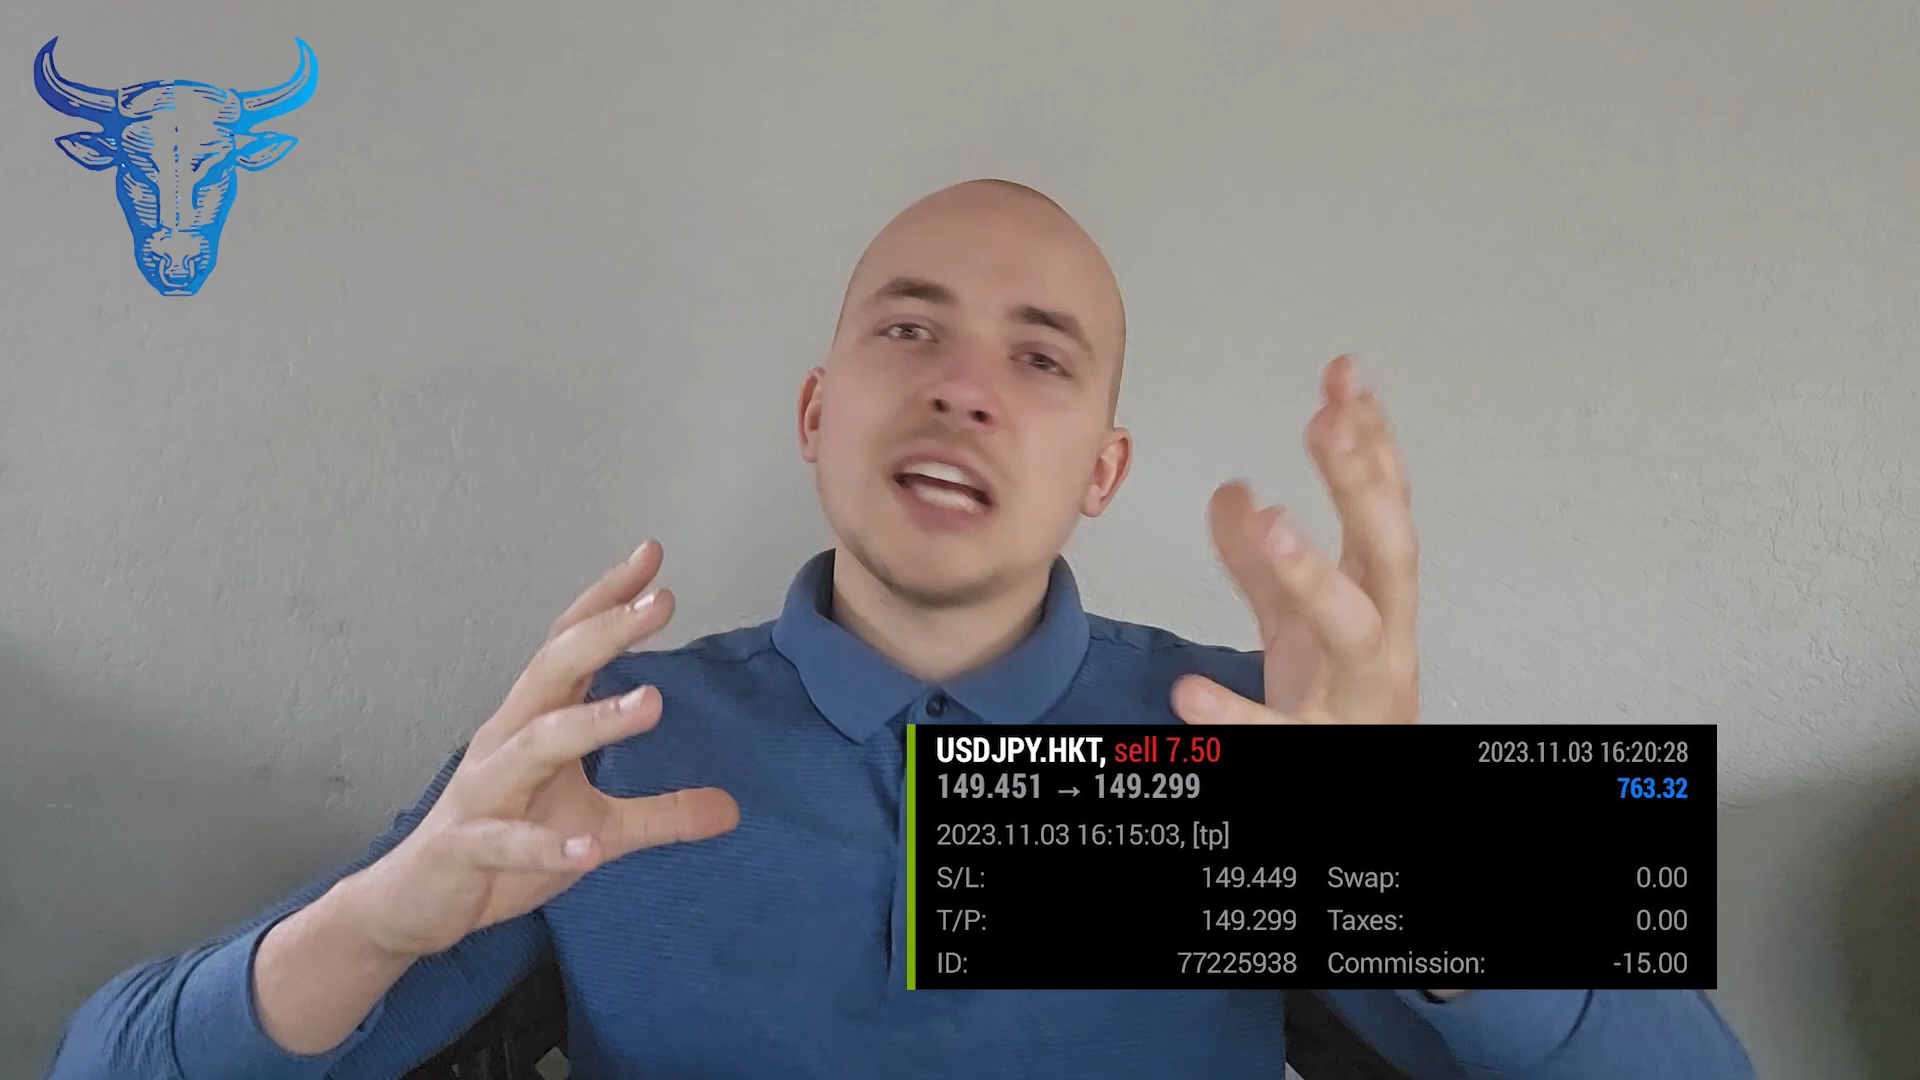 USDJPY.HKT, sell 7.50 2023.11.03 16:20:28
149.451 → 149.299 763.32
2023.11.03 16:15:03, [tp]
S/L: 149.449 Swap: 0.00
T/P: 149.299 Taxes: 0.00
ID: 77225938 Commission: -15.00